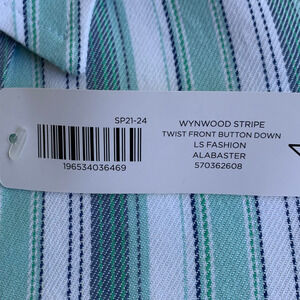 SP21-24
196534036469
WYNWOOD STRIPE
TWIST FRONT BUTTON DOWN
LS FASHION
ALABASTER
570362608